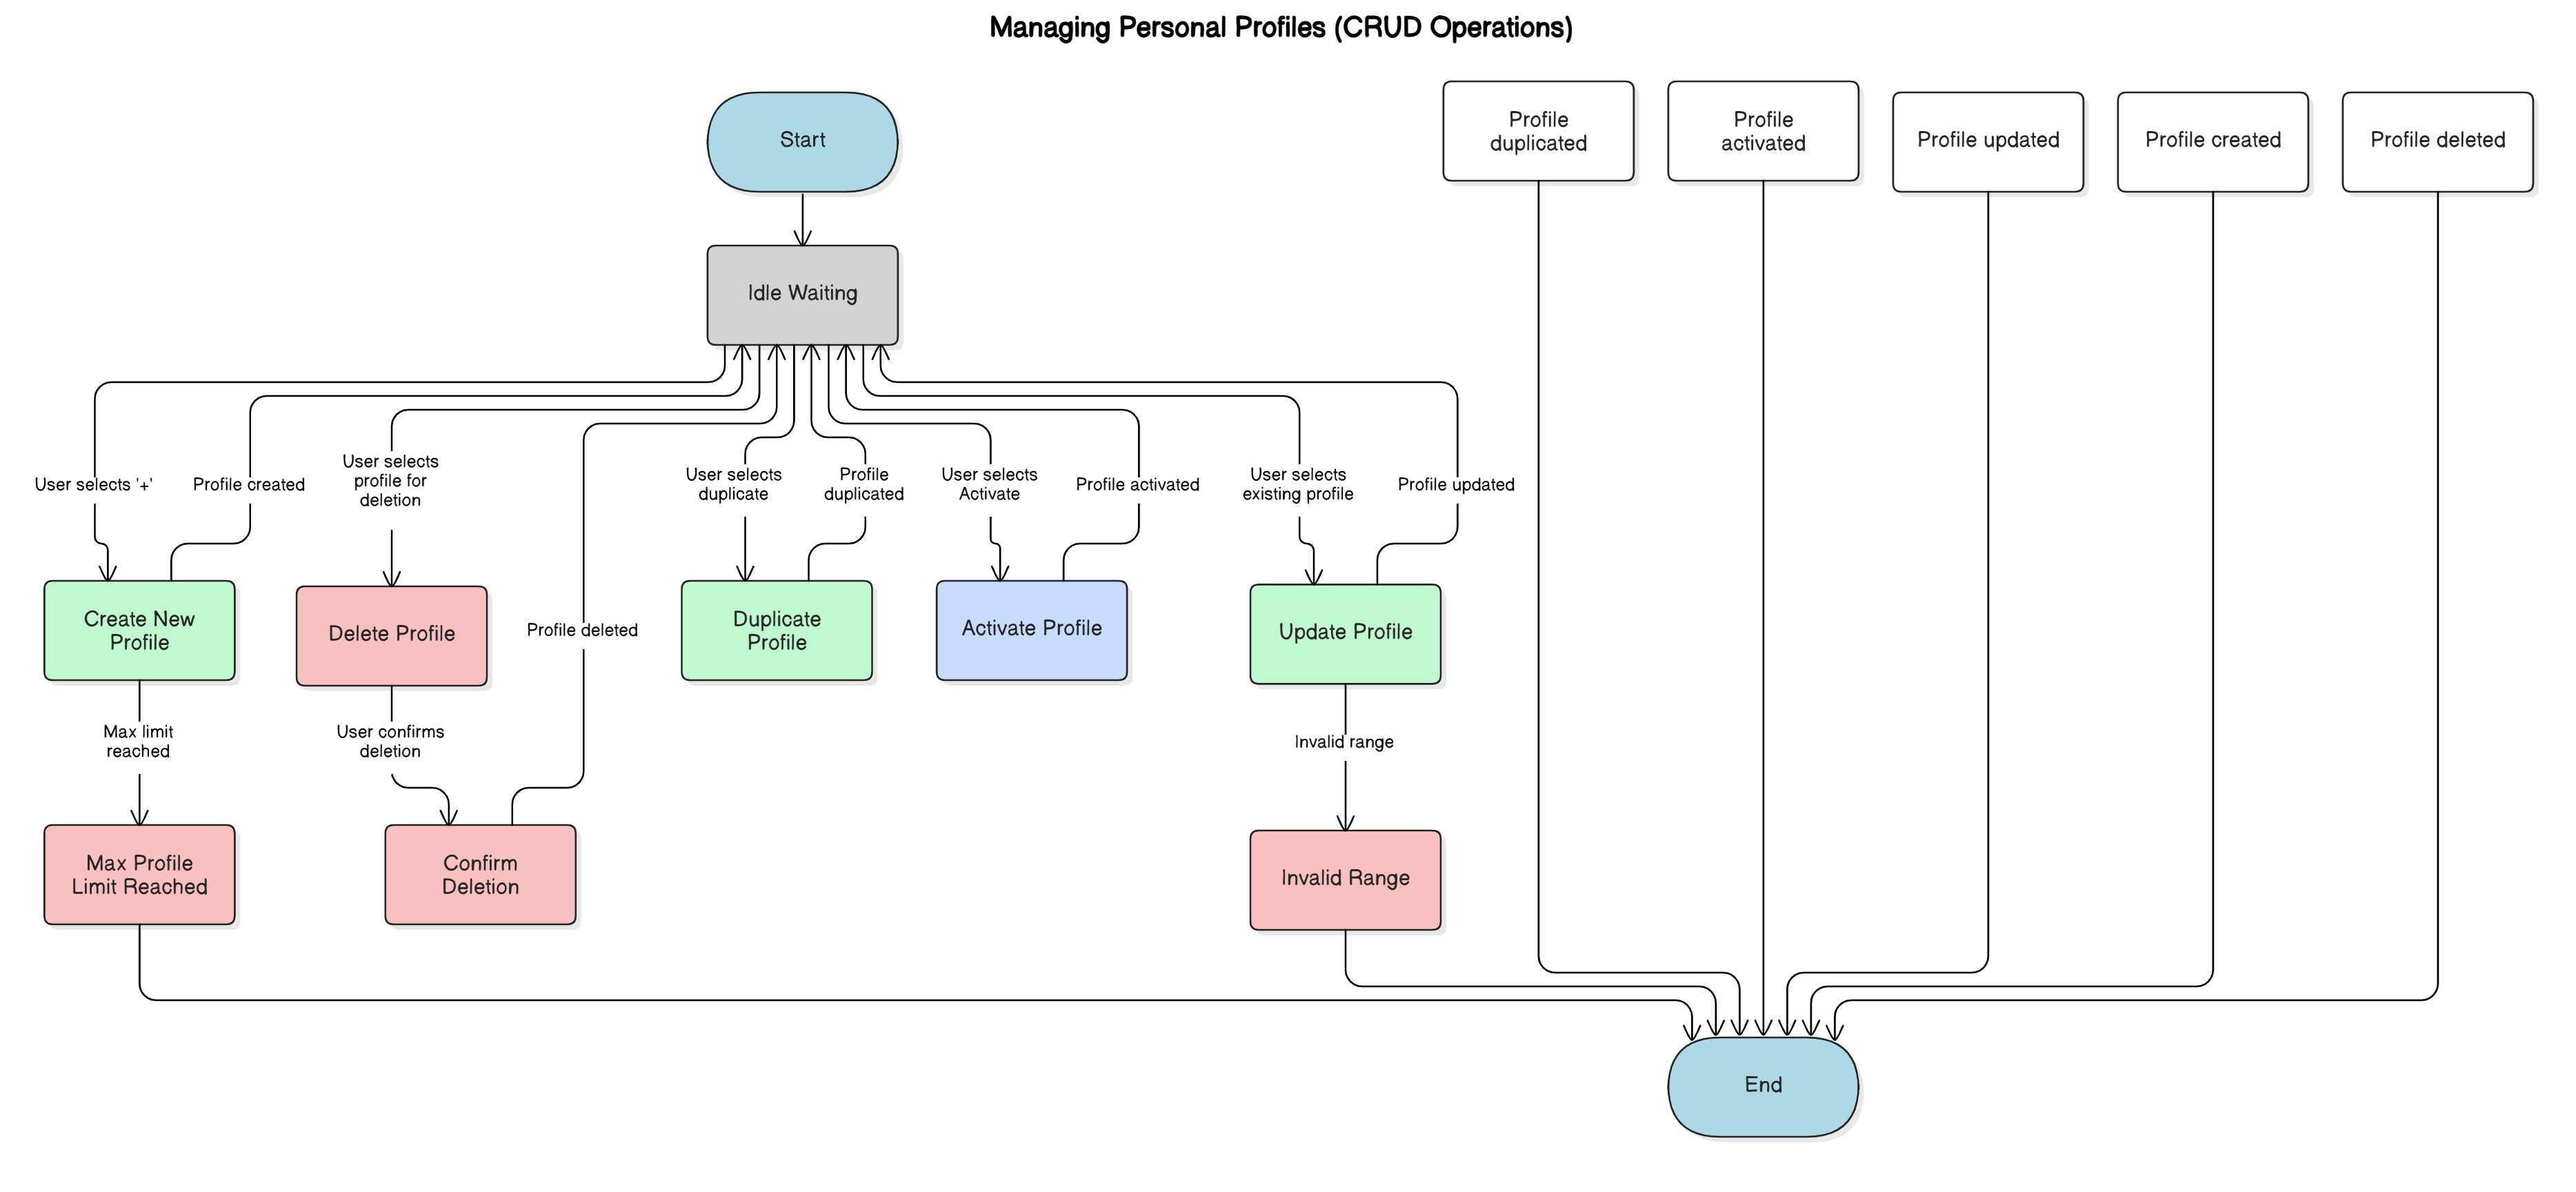 Managing Personal Profiles (CRUD Operations)
Start
Profile
duplicated
Profile
activated
Profile updated
Profile created
Profile deleted
Idle Waiting
User selects '+'
Profile created
User selects
profile for
deletion
User selects
duplicate
Profile
duplicated
User selects
Activate
Profile activated
User selects
existing profile
Profile updated
Create New
Profile
Delete Profile
Profile deleted
Duplicate
Profile
Activate Profile
Update Profile
Max limit
reached
User confirms
deletion
Invalid range
Max Profile
Limit Reached
Confirm
Deletion
Invalid Range
End